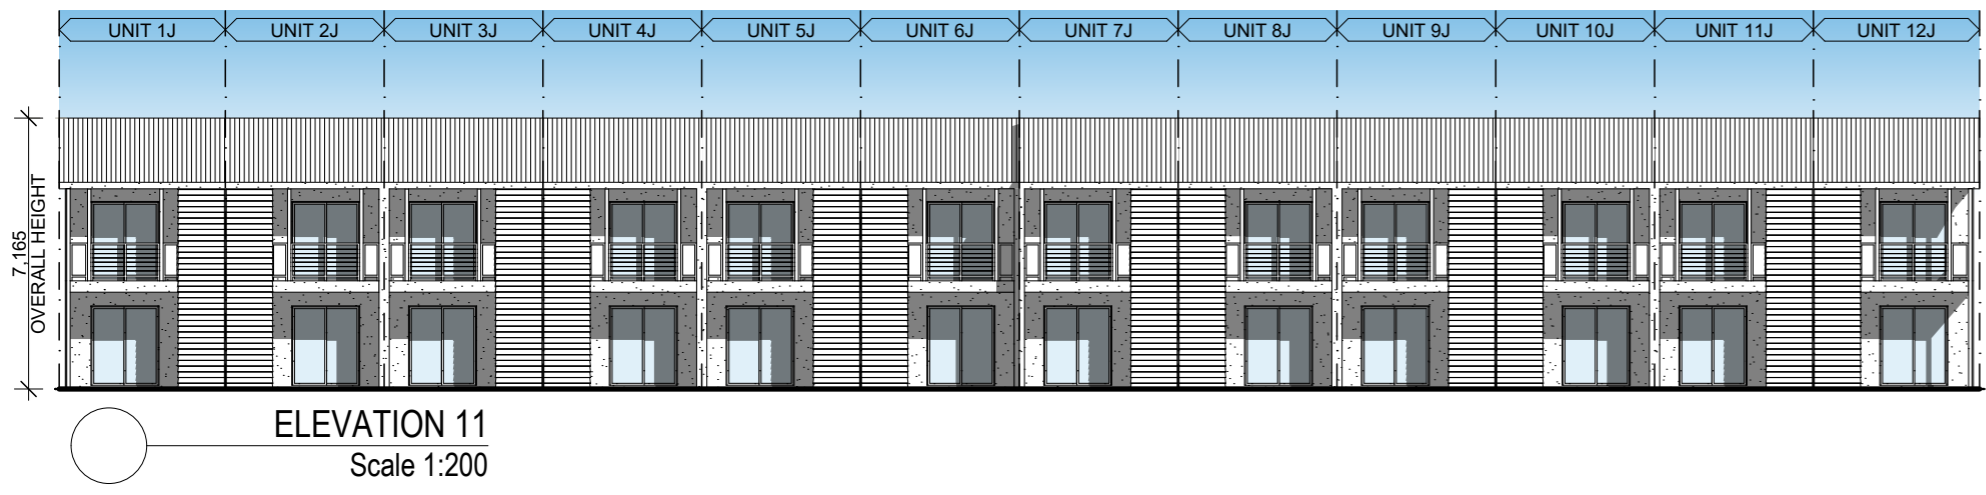 UNIT 1J
UNIT 2J
UNIT 3J
UNIT 4J
UNIT 5J
UNIT 6J
UNIT 7J
UNIT 8J
UNIT 9J
UNIT 10J
UNIT 11J
UNIT 12J
7,165
OVERALL HEIGHT
ELEVATION 11
Scale 1:200